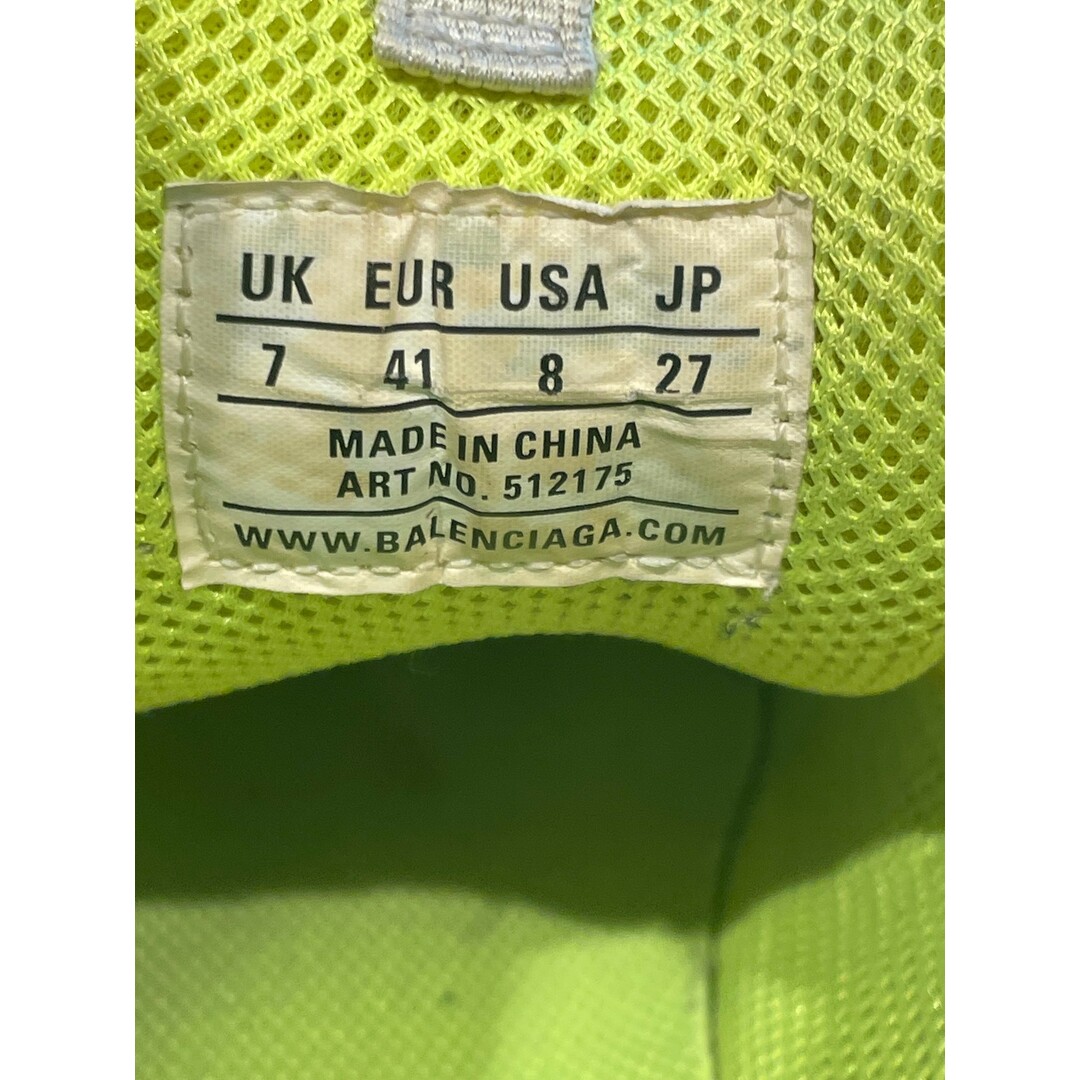 UK EUR USA JP
7 41 8 27
MADE IN CHINA
ART NO. 512175
WWW.BALENCIAGA.COM